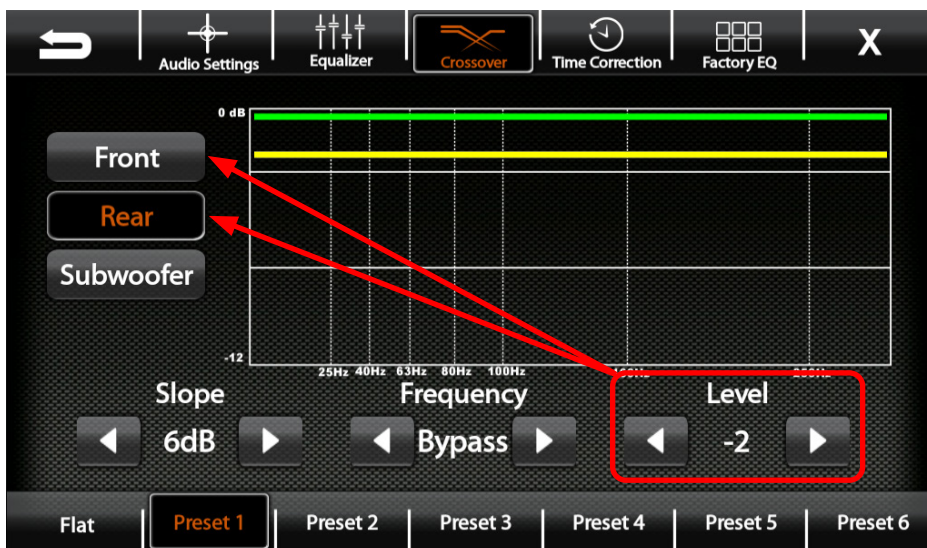 Audio Settings
Equalizer
Crossover
Time Correction
Factory EQ
X
0 dB
Front
Rear
Subwoofer
-12
25Hz 40Hz 63Hz 80Hz 100Hz
Slope
Frequency
Level
6dB
Bypass
-2
Flat
Preset 1
Preset 2
Preset 3
Preset 4
Preset 5
Preset 6